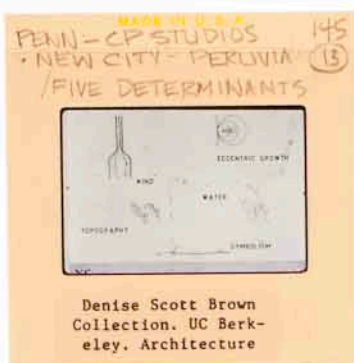 MADE IN U.S.A.
PENN-CP STUDIOS 145
• NEW CITY - PERUVIA 13
/FIVE DETERMINANTS
ECCENTRIC GROWTH
WIND
WATER
TOPOGRAPHY
SYMBOLISM
Denise Scott Brown
Collection. UC Berk-
eley. Architecture